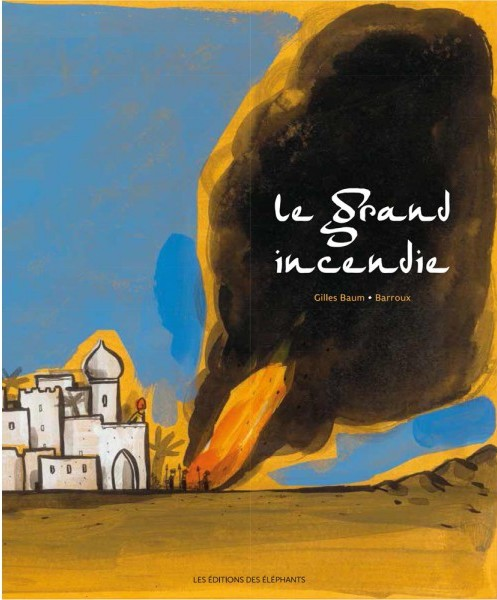 le grand
incendie
Gilles Baum • Barroux
LES ÉDITIONS DES ÉLÉPHANTS